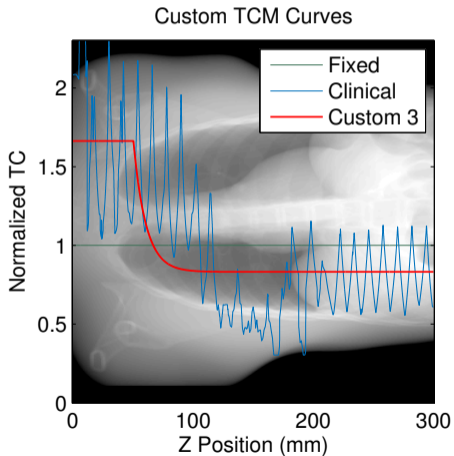 Custom TCM Curves
Fixed
Clinical
Custom 3
Normalized TC
2
1.5
1
0.5
0
0
100
200
300
Z Position (mm)